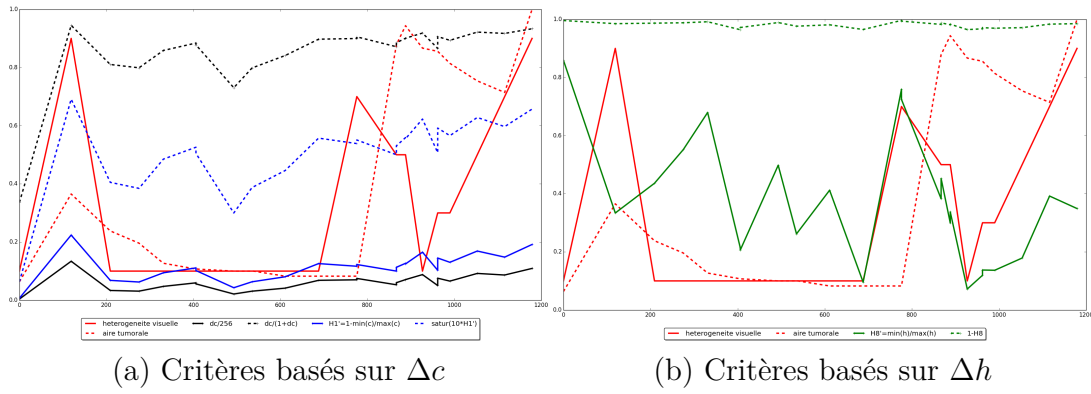 1.0
0.8
0.6
0.4
0.2
0.0
0 200 400 600 800 1000 1200
heterogeneite visuelle dc/256 dc/(1+dc) H1'=1-min(c)/max(c) satur(10*H1')
aire tumorale
(a) Critères basés sur Δc
1.0
0.8
0.6
0.4
0.2
0.0
0 200 400 600 800 1000 1200
heterogeneite visuelle aire tumorale H8'=min(h)/max(h) 1-H8
(b) Critères basés sur Δh